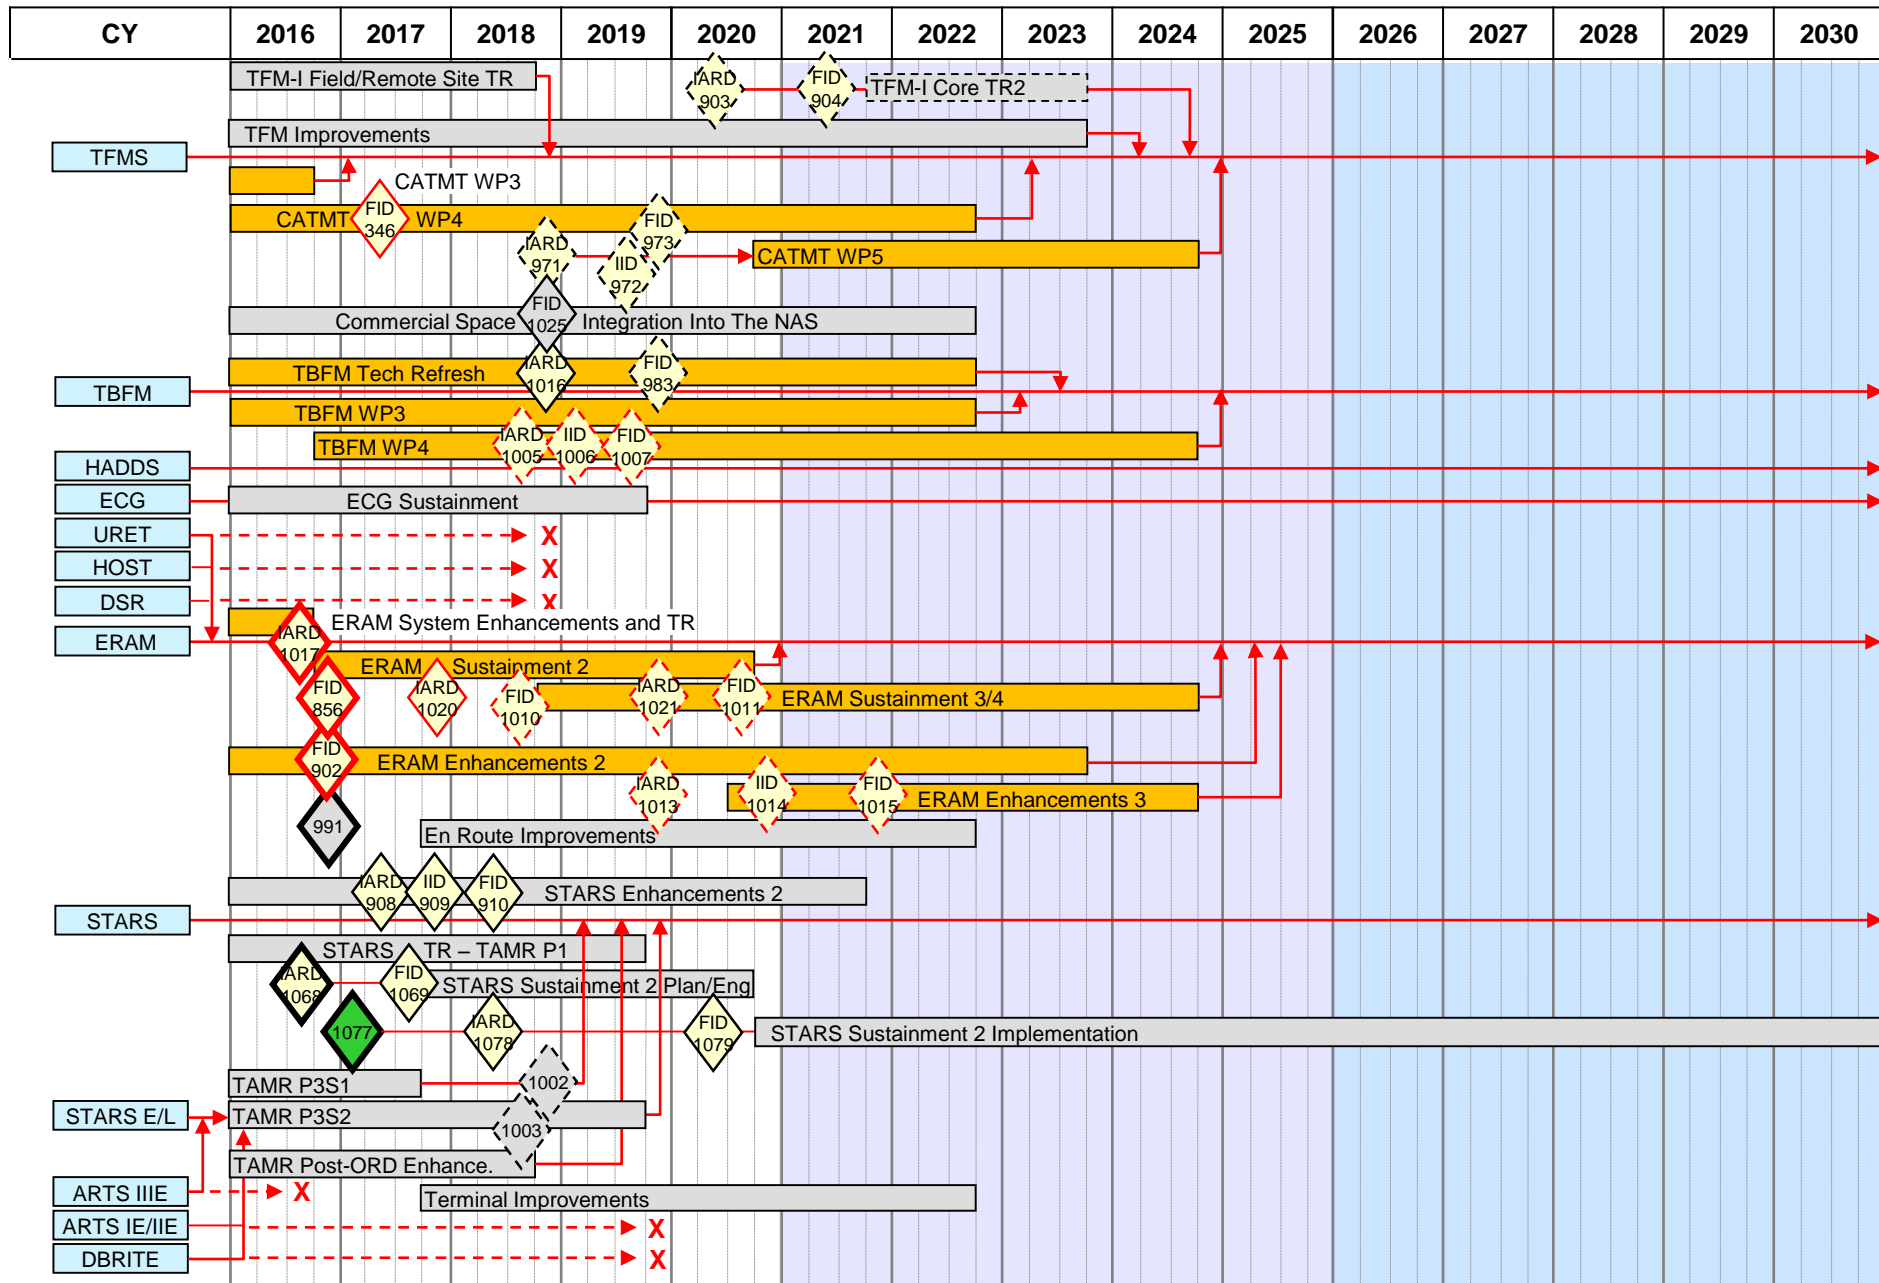 CY 2016 2017 2018 2019 2020 2021 2022 2023 2024 2025 2026 2027 2028 2029 2030
TFM-I Field/Remote Site TR
IARD
903
FID
904
TFM-I Core TR2
TFM Improvements
TFMS
CATMT WP3
CATMT WP4
FID
346
FID
973
IARD
971
IID
972
CATMT WP5
FID
1025
Commercial Space Integration Into The NAS
TBFM Tech Refresh
IARD
1016
FID
983
TBFM
TBFM WP3
TBFM WP4
IARD
1005
IID
1006
FID
1007
HADDS
ECG
ECG Sustainment
URET
X
HOST
X
DSR
X
ERAM System Enhancements and TR
ERAM
IARD
1017
ERAM Sustainment 2
FID
856
IARD
1020
FID
1010
IARD
1021
FID
1011
ERAM Sustainment 3/4
FID
902
ERAM Enhancements 2
IARD
1013
IID
1014
FID
1015
ERAM Enhancements 3
991
En Route Improvements
IARD
908
IID
909
FID
910
STARS Enhancements 2
STARS
STARS TR – TAMR P1
IARD
1068
FID
1069
STARS Sustainment 2 Plan/Eng
1077
IARD
1078
FID
1079
STARS Sustainment 2 Implementation
TAMR P3S1
1002
STARS E/L
TAMR P3S2
1003
TAMR Post-ORD Enhance.
ARTS IIIE
X
Terminal Improvements
ARTS IE/IIE
X
DBRITE
X